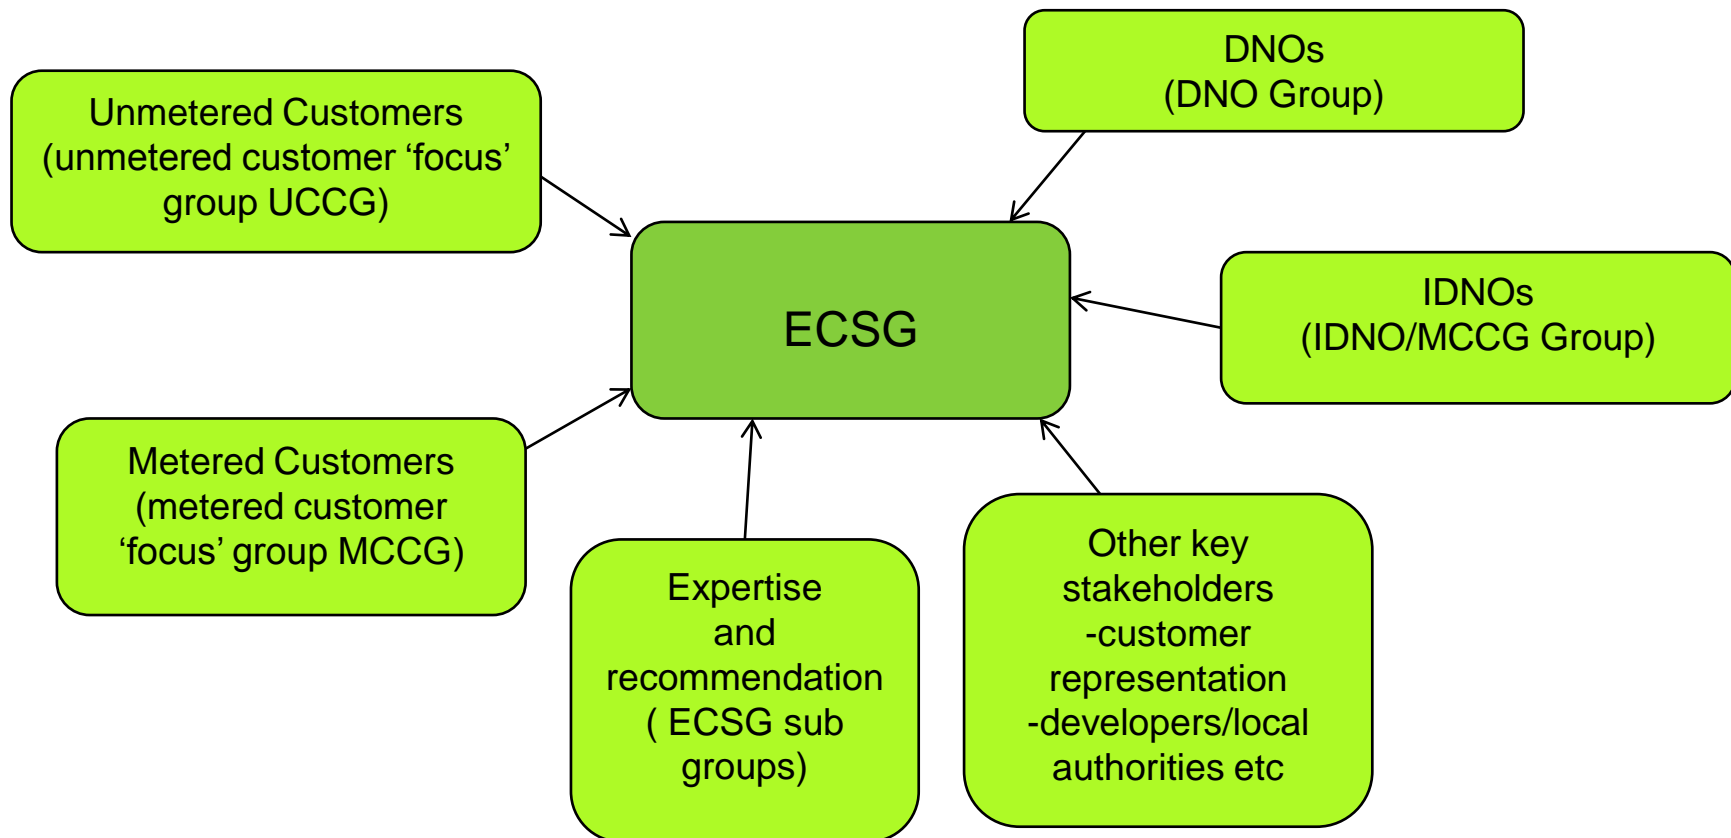 DNOs
(DNO Group)
Unmetered Customers
(unmetered customer ‘focus’
group UCCG)
ECSG
IDNOs
(IDNO/MCCG Group)
Metered Customers
(metered customer
‘focus’ group MCCG)
Expertise
and
recommendation
( ECSG sub
groups)
Other key
stakeholders
-customer
representation
-developers/local
authorities etc